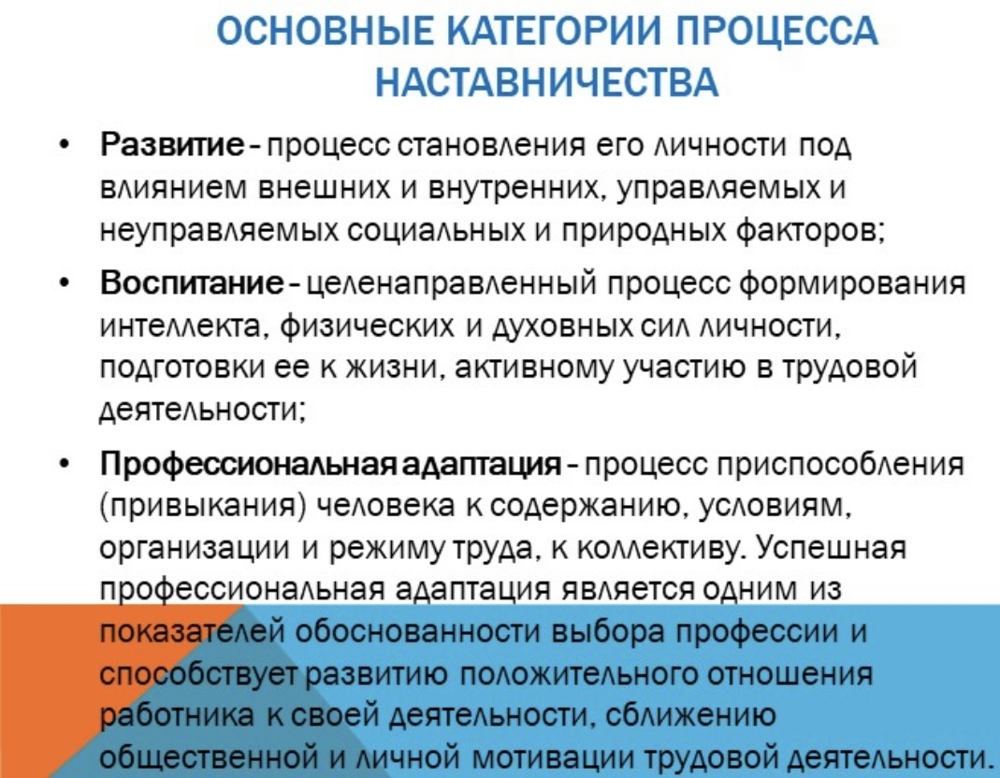 ОСНОВНЫЕ КАТЕГОРИИ ПРОЦЕССА
НАСТАВНИЧЕСТВА
• Развитие - процесс становления его личности под
влиянием внешних и внутренних, управляемых и
неуправляемых социальных и природных факторов;
• Воспитание - целенаправленный процесс формирования
интеллекта, физических и духовных сил личности,
подготовки ее к жизни, активному участию в трудовой
деятельности;
• Профессиональная адаптация - процесс приспособления
(привыкания) человека к содержанию, условиям,
организации и режиму труда, к коллективу. Успешная
профессиональная адаптация является одним из
показателей обоснованности выбора профессии и
способствует развитию положительного отношения
работника к своей деятельности, сближению
общественной и личной мотивации трудовой деятельности.